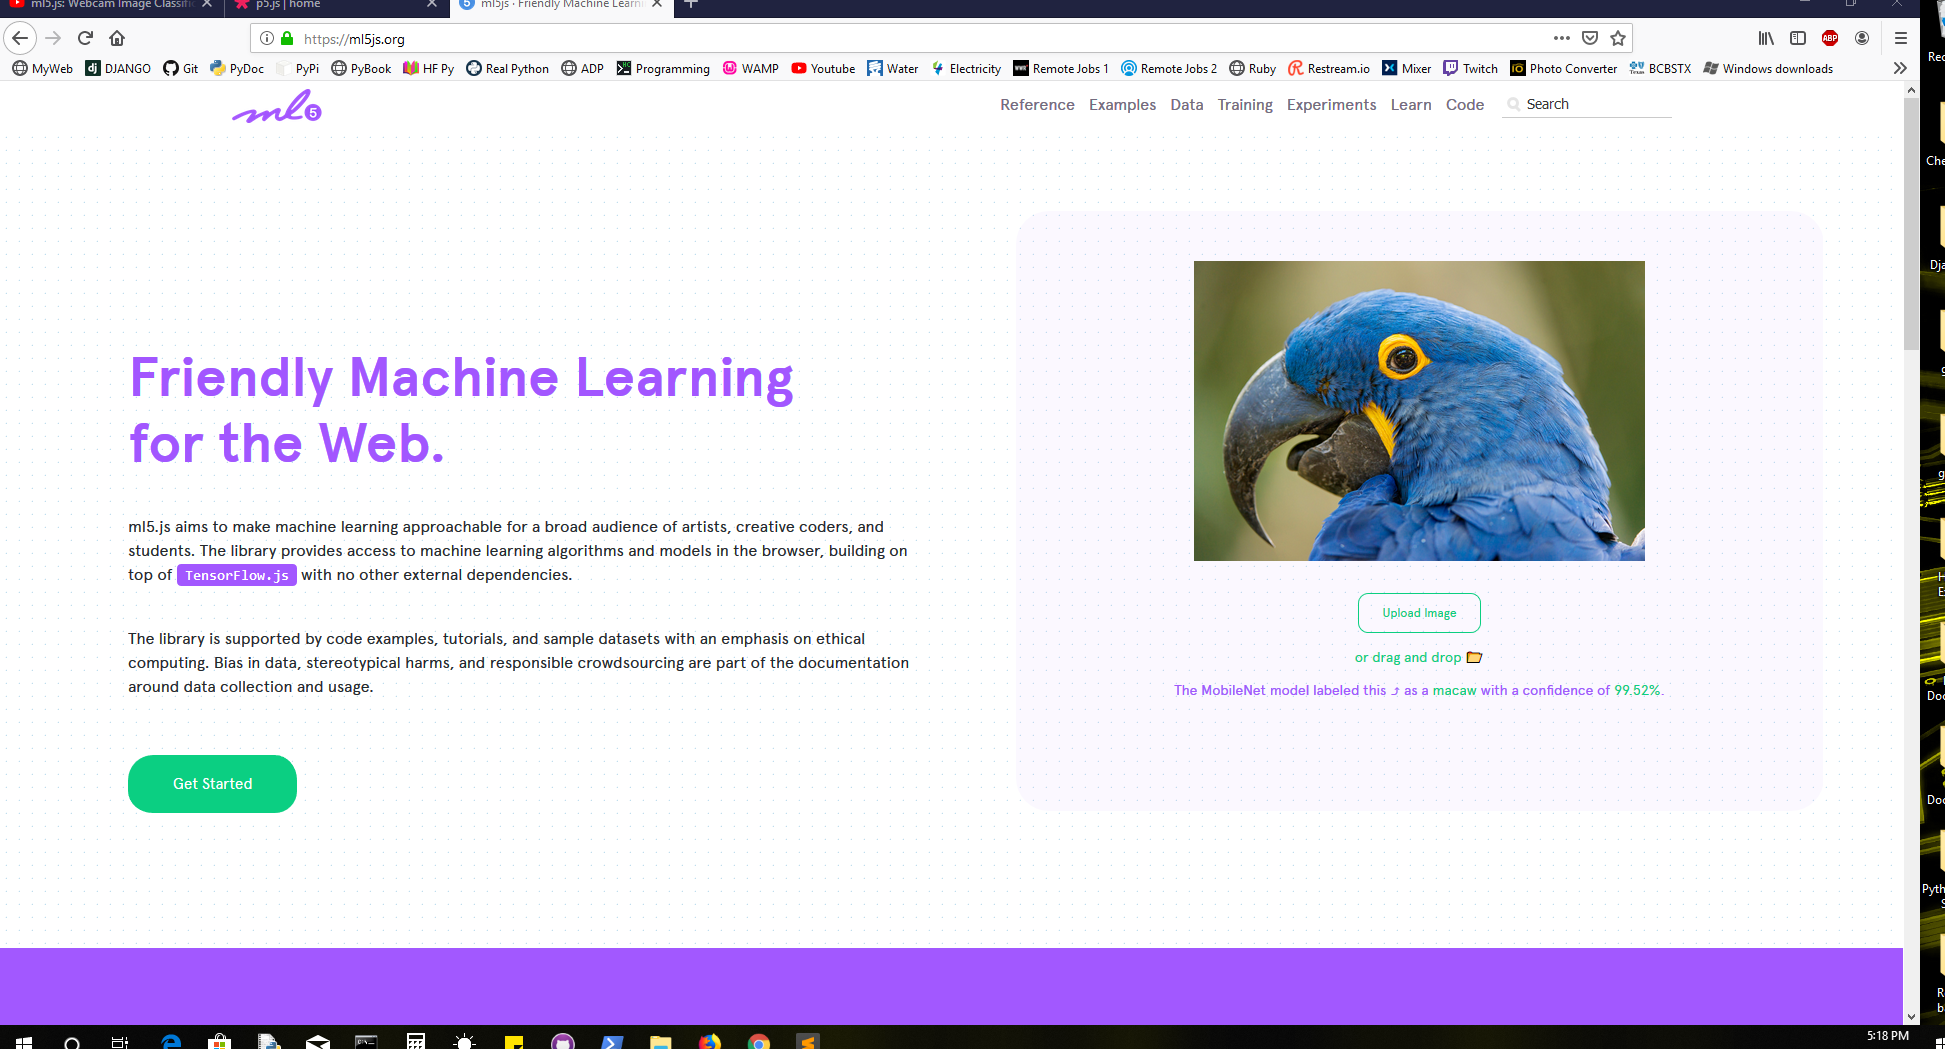 ml5.js: Webcam Image Classifi
p5.js | home
ml5js · Friendly Machine Learni
https://ml5js.org
MyWeb DJANGO Git PyDoc PyPi PyBook HF Py Real Python ADP Programming WAMP Youtube Water Electricity Remote Jobs 1 Remote Jobs 2 Ruby Restream.io Mixer Twitch Photo Converter BCBSTX Windows downloads
ml5
Reference Examples Data Training Experiments Learn Code Search
Friendly Machine Learning
for the Web.
ml5.js aims to make machine learning approachable for a broad audience of artists, creative coders, and
students. The library provides access to machine learning algorithms and models in the browser, building on
top of TensorFlow.js with no other external dependencies.
The library is supported by code examples, tutorials, and sample datasets with an emphasis on ethical
computing. Bias in data, stereotypical harms, and responsible crowdsourcing are part of the documentation
around data collection and usage.
Get Started
Upload Image
or drag and drop
The MobileNet model labeled this ⤴ as a macaw with a confidence of 99.52%.
5:18 PM